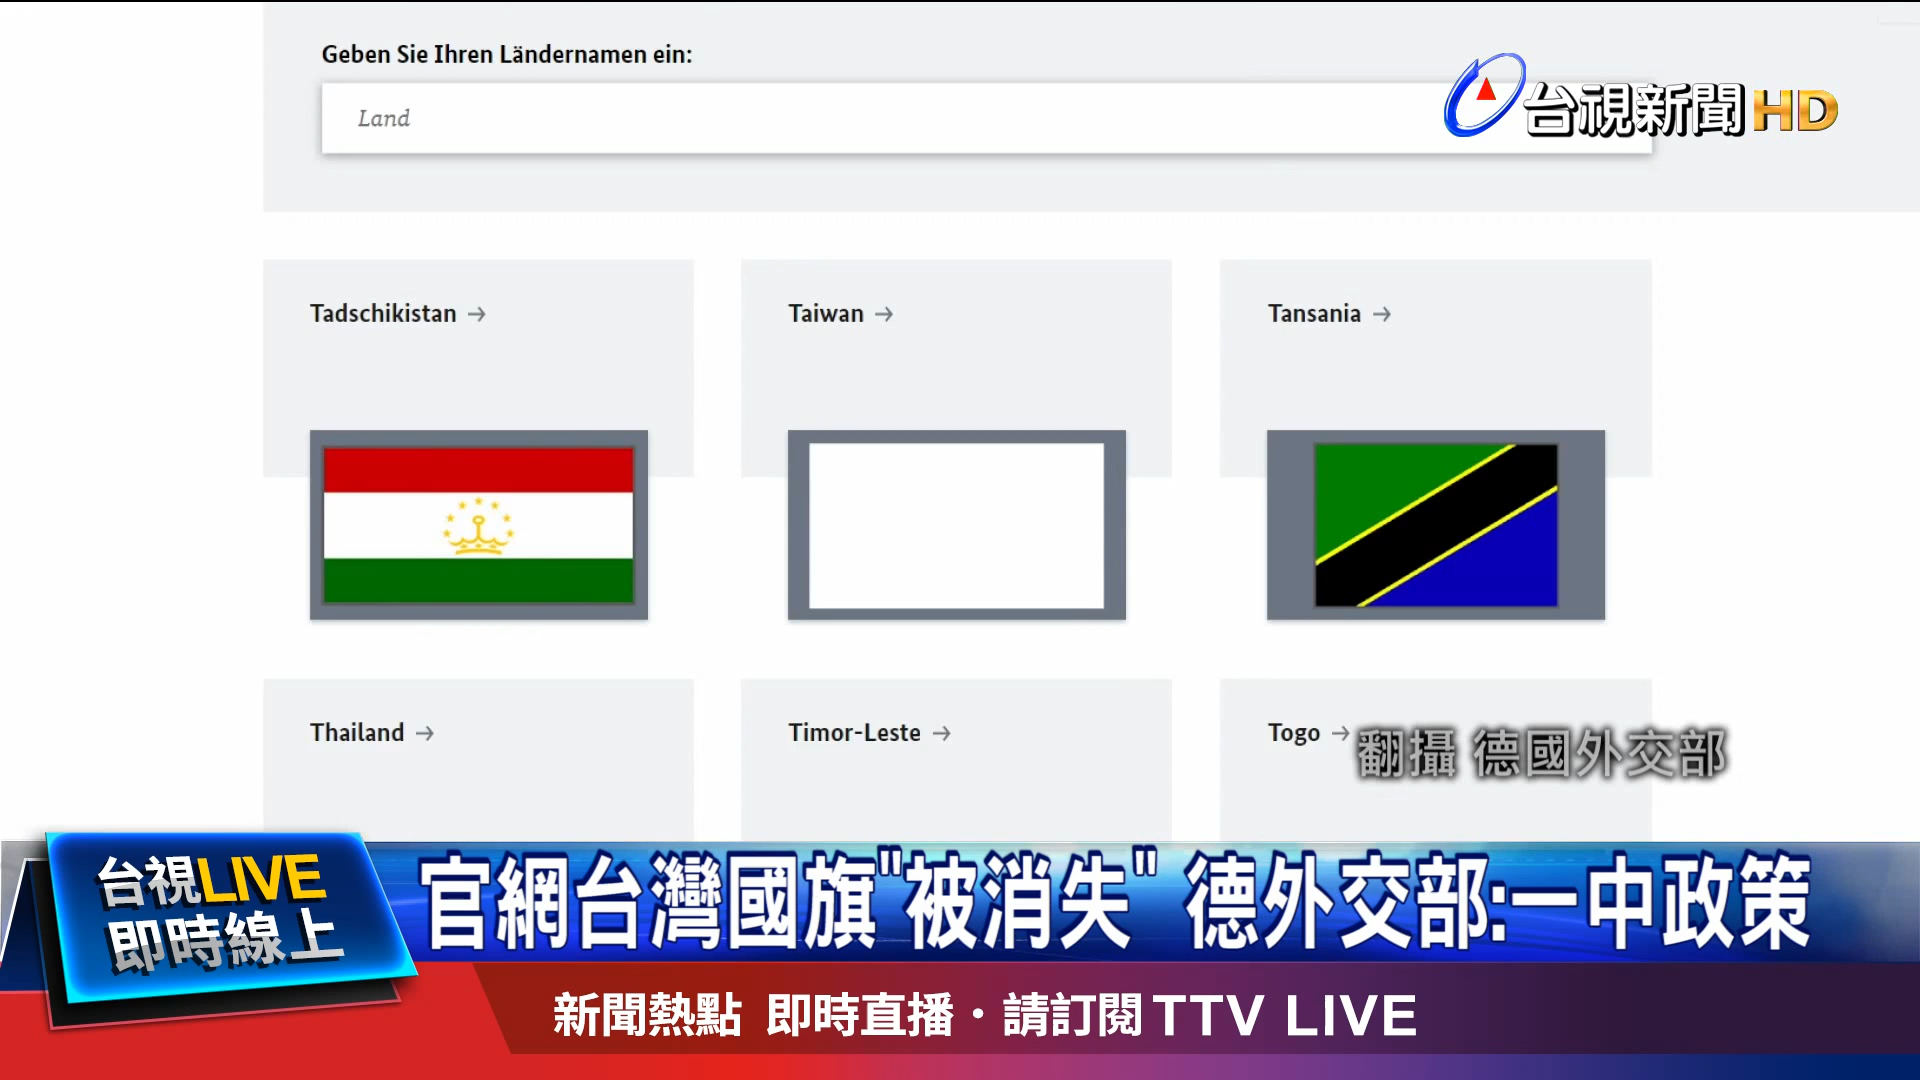 Geben Sie Ihren Ländernamen ein:
Land
台視新聞HD
Tadschikistan →
Taiwan →
Tansania →
Thailand →
Timor-Leste →
Togo →
翻攝 德國外交部
台視LIVE
即時線上
官網台灣國旗"被消失" 德外交部:一中政策
新聞熱點 即時直播・請訂閱TTV LIVE